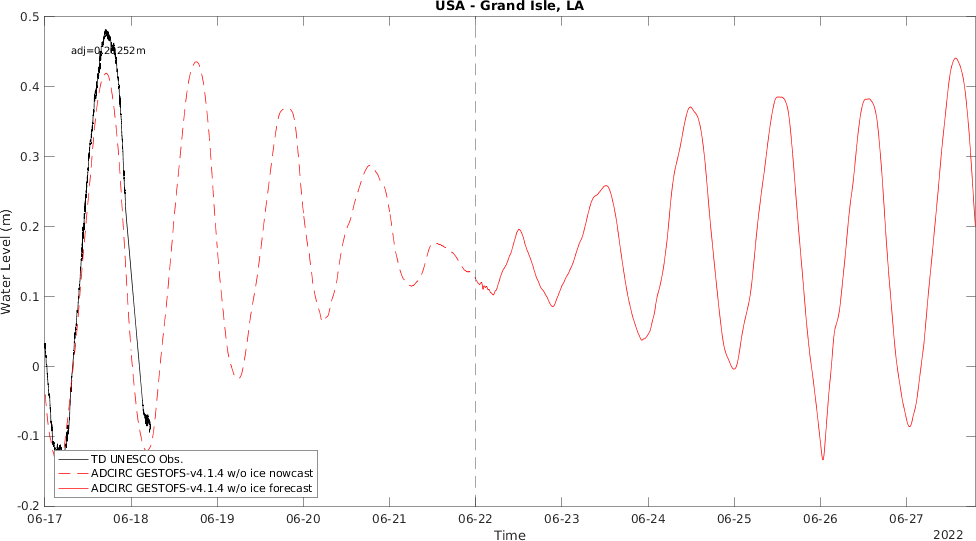 USA - Grand Isle, LA
0.5
0.4
0.3
0.2
0.1
0
-0.1
-0.2
Water Level (m)
TD UNESCO Obs.
ADCIRC GESTOFS-v4.1.4 w/o ice nowcast
ADCIRC GESTOFS-v4.1.4 w/o ice forecast
06-17 06-18 06-19 06-20 06-21 06-22 06-23 06-24 06-25 06-26 06-27
Time
2022